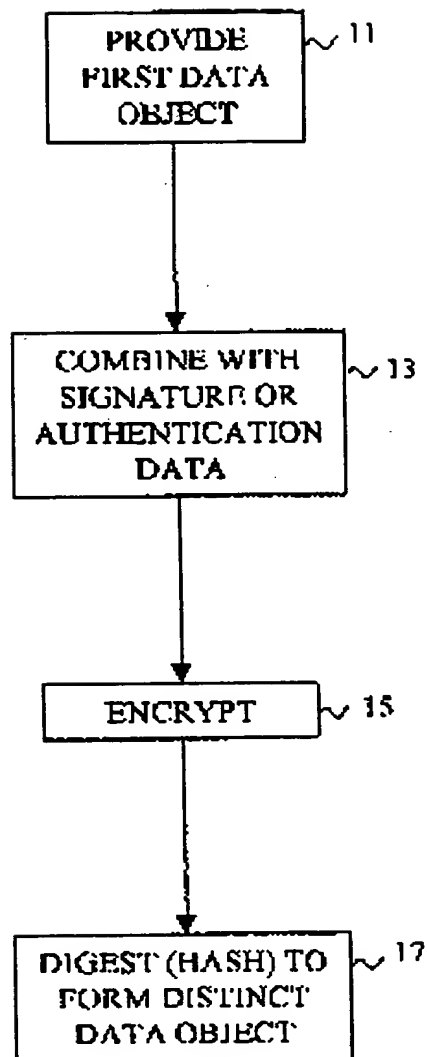 PROVIDE
FIRST DATA
OBJECT
11
COMBINE WITH
SIGNATURE OR
AUTHENTICATION
DATA
13
ENCRYPT
15
DIGEST (HASH) TO
FORM DISTINCT
DATA OBJECT
17